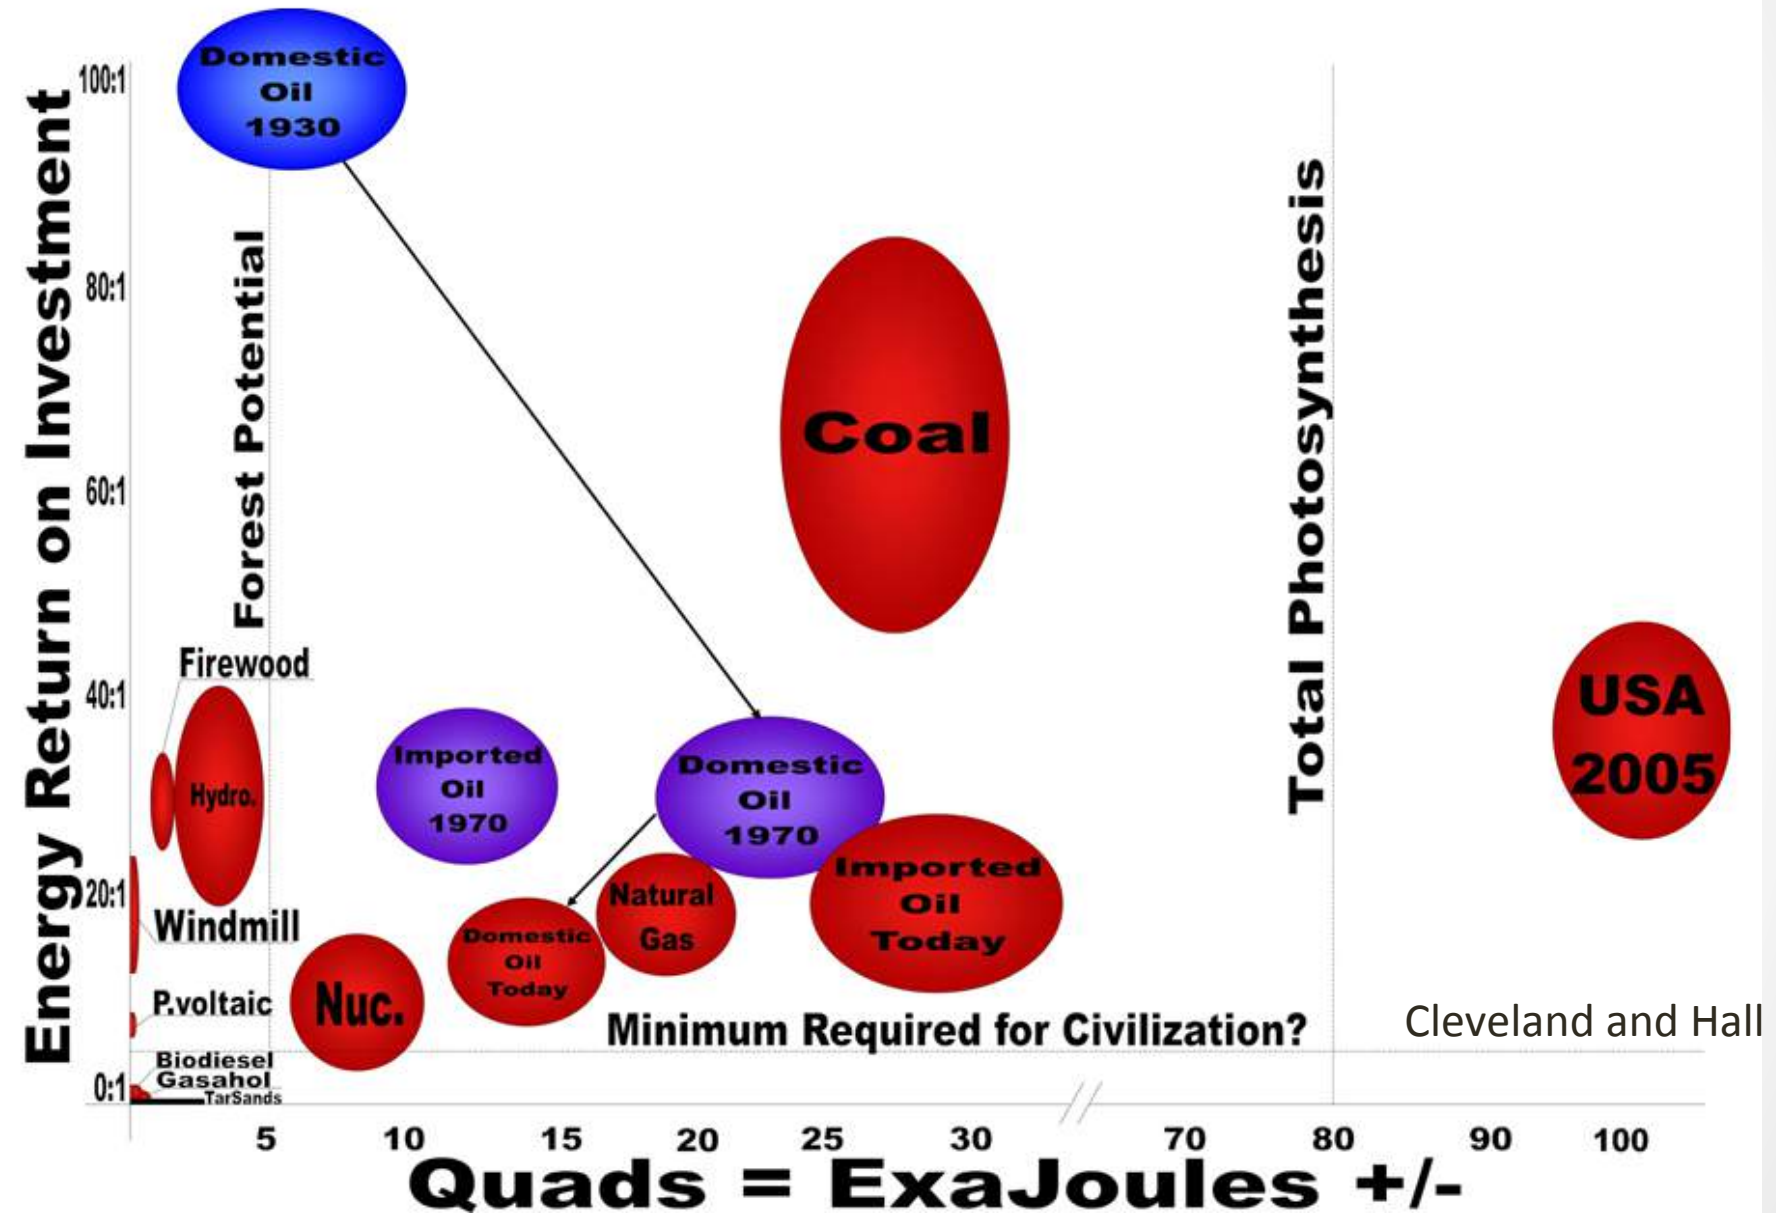 Energy Return on Investment
100:1
80:1
60:1
40:1
20:1
0:1
Domestic
Oil
1930
Forest Potential
Coal
Total Photosynthesis
USA
2005
Firewood
Hydro.
Imported
Oil
1970
Domestic
Oil
1970
Imported
Oil
Today
Natural
Gas
Domestic
Oil
Today
Windmill
Nuc.
P.voltaic
Minimum Required for Civilization?
Cleveland and Hall
Biodiesel
Gasahol
TarSands
5 10 15 20 25 30 // 70 80 90 100
Quads = ExaJoules +/-